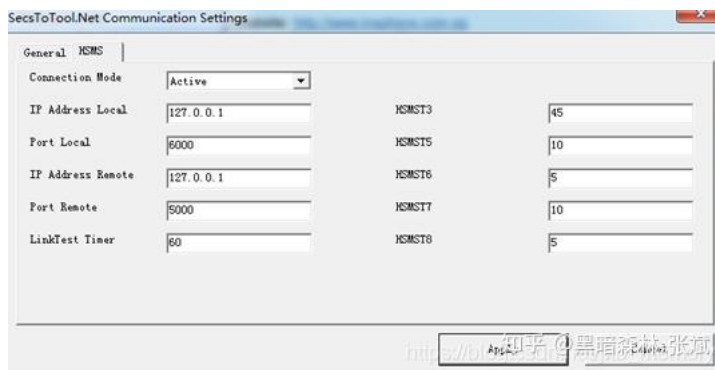 SecsToTool.Net Communication Settings
General HSMS
Connection Mode Active
IP Address Local 127.0.0.1 HSMST3 45
Port Local 6000 HSMST5 10
IP Address Remote 127.0.0.1 HSMST6 5
Port Remote 5000 HSMST7 10
LinkTest Timer 60 HSMST8 5
Apply Cancel
知乎 @黑暗森林-张斌